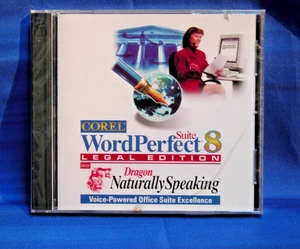 COREL
WordPerfect Suite 8
LEGAL EDITION
Dragon
NaturallySpeaking
Voice-Powered Office Suite Excellence